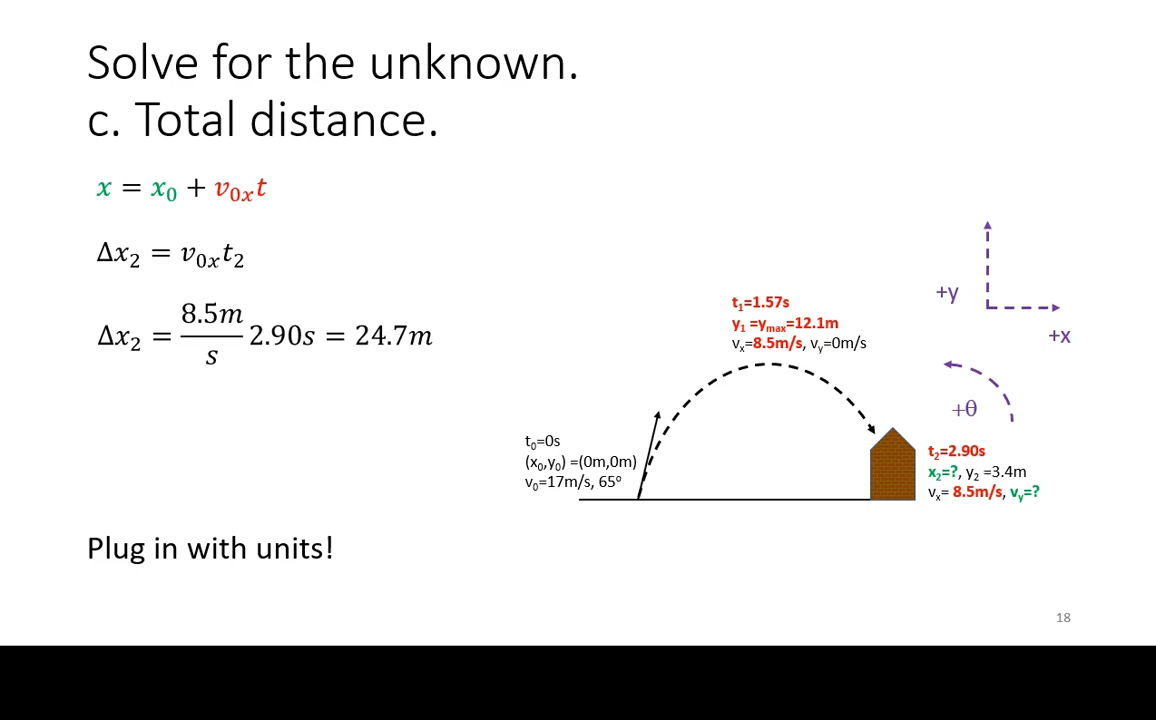 Solve for the unknown.
c. Total distance.
x = x₀ + v₀ₓt
Δx₂ = v₀ₓt₂
Δx₂ = 8.5m/s 2.90s = 24.7m
t₁=1.57s
y₁ =yₘₐₓ=12.1m
vₓ=8.5m/s, vᵧ=0m/s
+y
+x
+θ
t₀=0s
(x₀,y₀) =(0m,0m)
v₀=17m/s, 65°
t₂=2.90s
x₂=?, y₂ =3.4m
vₓ= 8.5m/s, vᵧ=?
Plug in with units!
18